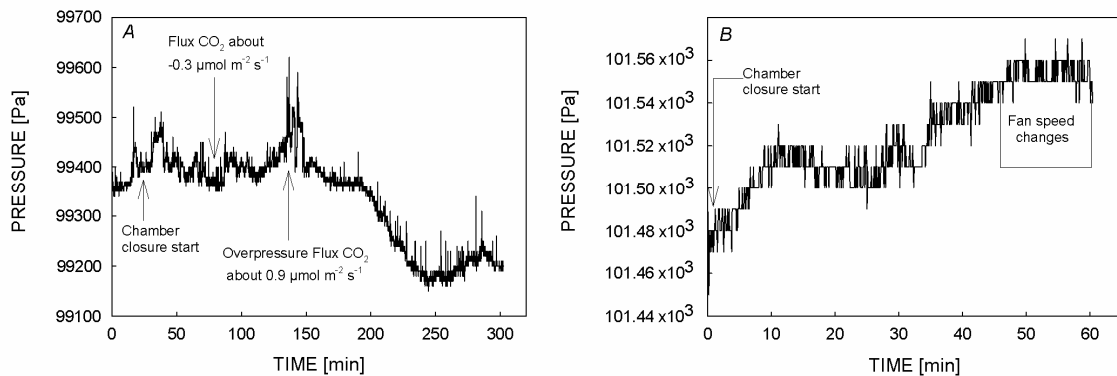 A
Flux CO₂ about
-0.3 µmol m⁻² s⁻¹
Chamber
closure start
Overpressure Flux CO₂
about 0.9 µmol m⁻² s⁻¹
PRESSURE [Pa]
99700
99600
99500
99400
99300
99200
99100
0 50 100 150 200 250 300
TIME [min]
B
Chamber
closure start
Fan speed
changes
PRESSURE [Pa]
101.56 x10³
101.54 x10³
101.52 x10³
101.50 x10³
101.48 x10³
101.46 x10³
101.44 x10³
0 10 20 30 40 50 60
TIME [min]